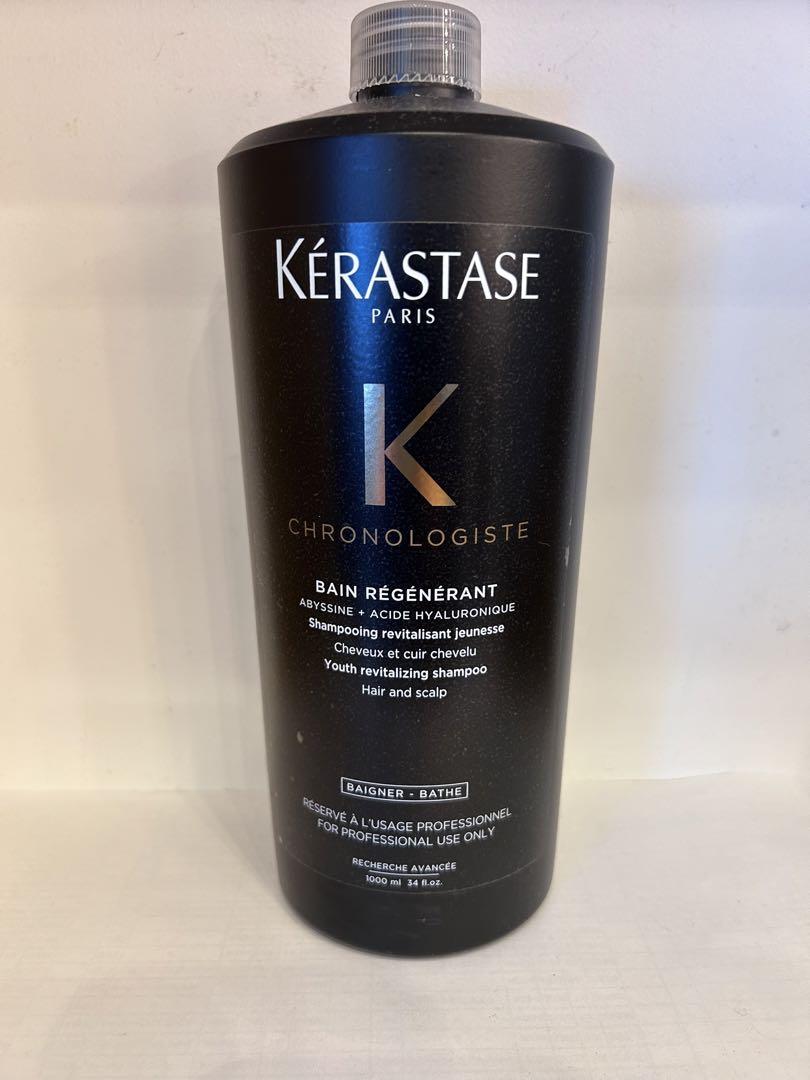 KÉRASTASE
PARIS
K
CHRONOLOGISTE
BAIN RÉGÉNÉRANT
ABYSSINE + ACIDE HYALURONIQUE
Shampooing revitalisant jeunesse
Cheveux et cuir chevelu
Youth revitalizing shampoo
Hair and scalp
BAIGNER - BATHE
RÉSERVÉ À L'USAGE PROFESSIONNEL
FOR PROFESSIONAL USE ONLY
RECHERCHE AVANCÉE
1000 ml 34 fl.oz.